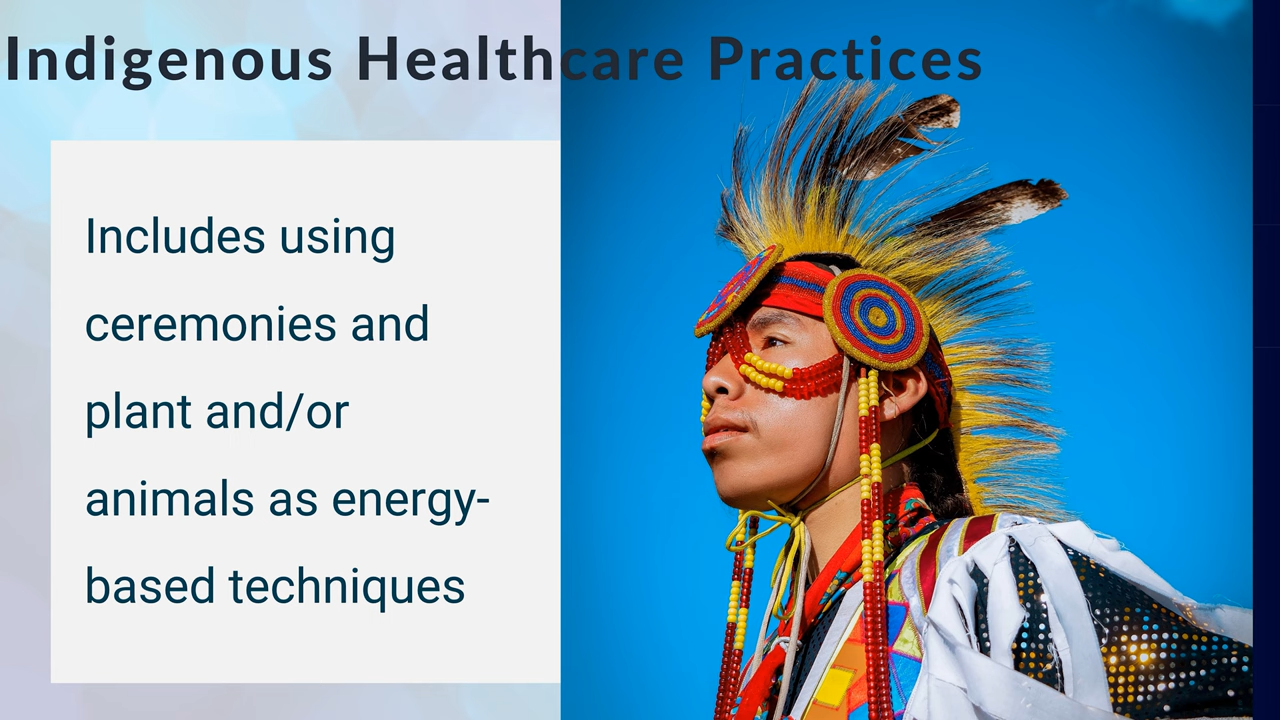 Indigenous Healthcare Practices
Includes using
ceremonies and
plant and/or
animals as energy-
based techniques